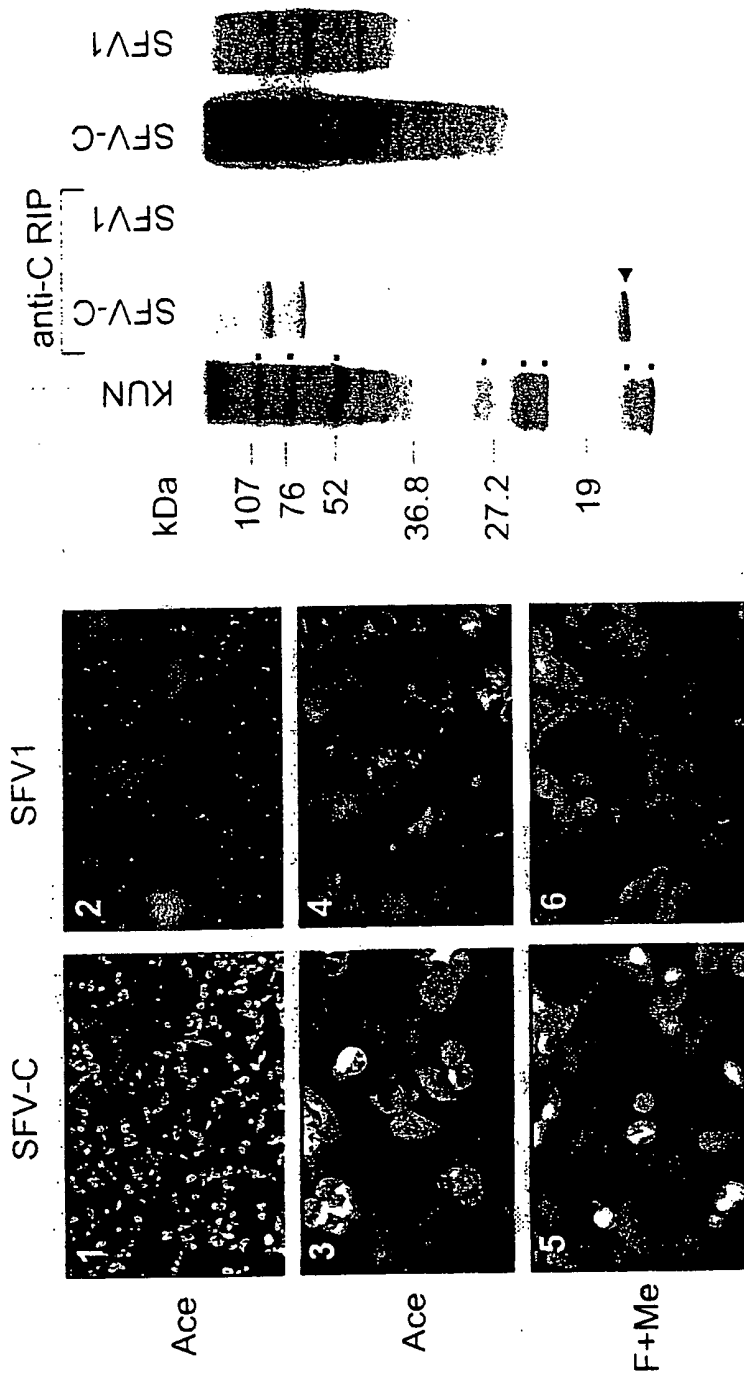 SFV-C SFV1
Ace 1 2
Ace 3 4
F+Me 5 6
anti-C RIP
kDa KUN SFV-C SFV1 SFV-C SFV1
107
76
52
36.8
27.2
19